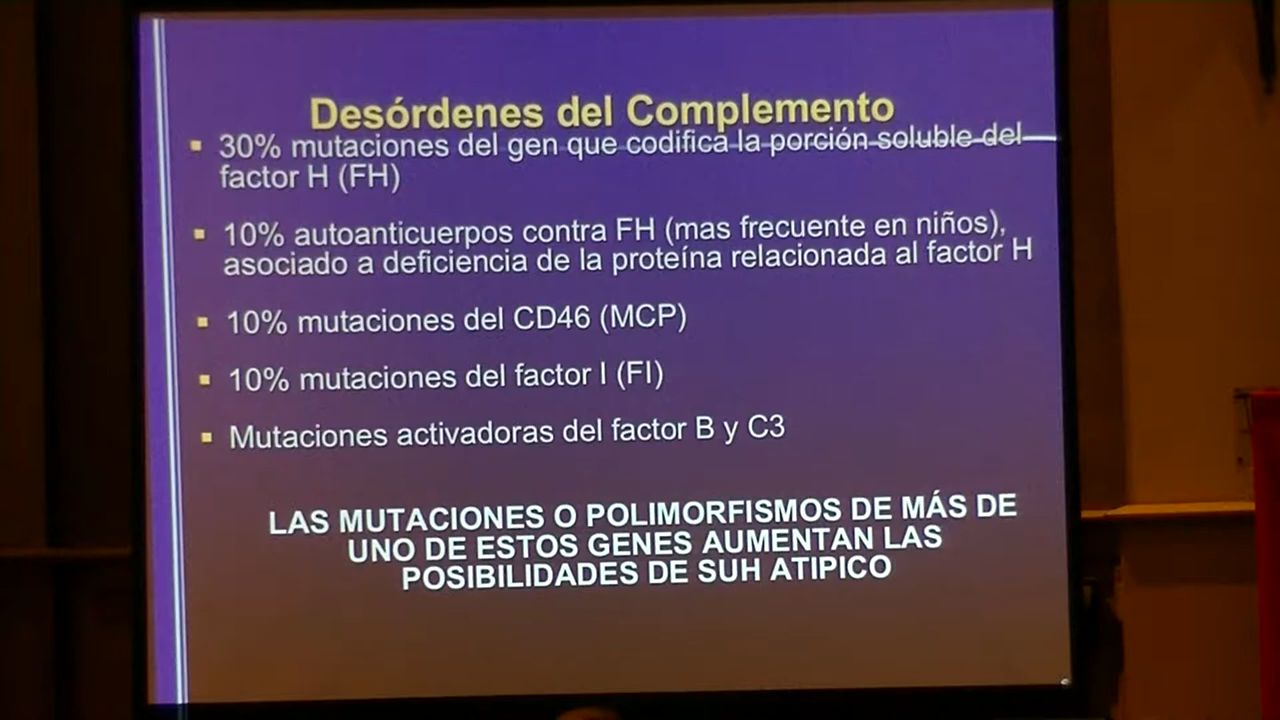 Desórdenes del Complemento
▪ 30% mutaciones del gen que codifica la porción soluble del
factor H (FH)
▪ 10% autoanticuerpos contra FH (mas frecuente en niños),
asociado a deficiencia de la proteína relacionada al factor H
▪ 10% mutaciones del CD46 (MCP)
▪ 10% mutaciones del factor I (FI)
▪ Mutaciones activadoras del factor B y C3
LAS MUTACIONES O POLIMORFISMOS DE MÁS DE
UNO DE ESTOS GENES AUMENTAN LAS
POSIBILIDADES DE SUH ATIPICO